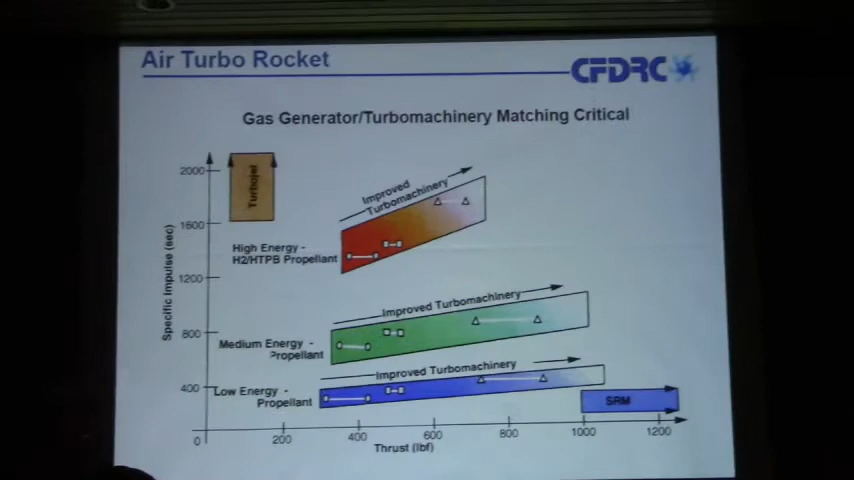 Air Turbo Rocket
CFDRC
Gas Generator/Turbomachinery Matching Critical
2000
1600
1200
800
400
0
Specific Impulse (sec)
Turbojet
Improved
Turbomachinery
High Energy -
H2/HTPB Propellant
Improved Turbomachinery
Medium Energy -
Propellant
Improved Turbomachinery
Low Energy -
Propellant
SRM
200
400
600
800
1000
1200
Thrust (lbf)